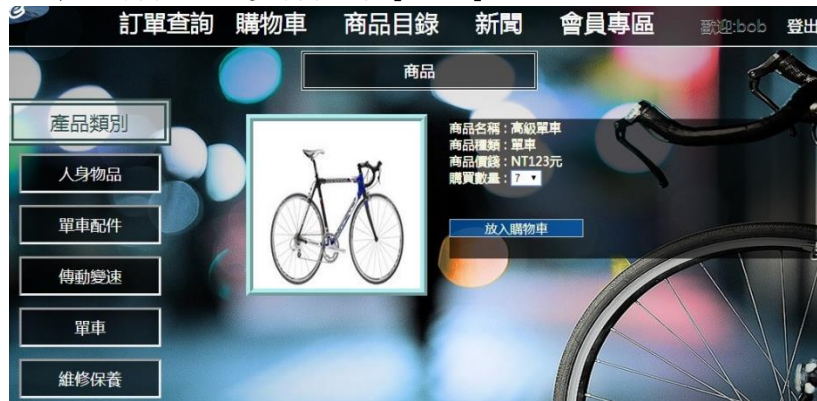 訂單查詢 購物車 商品目錄 新聞 會員專區 歡迎:bob 登出
商品
產品類別
人身物品
單車配件
傳動變速
單車
維修保養
商品名稱：高級單車
商品種類：單車
商品價錢：NT123元
購買數量：7
放入購物車